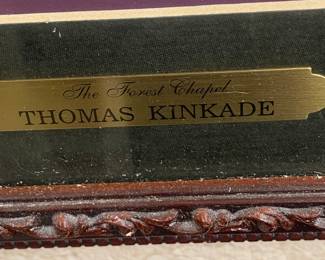 The Forest Chapel
THOMAS KINKADE